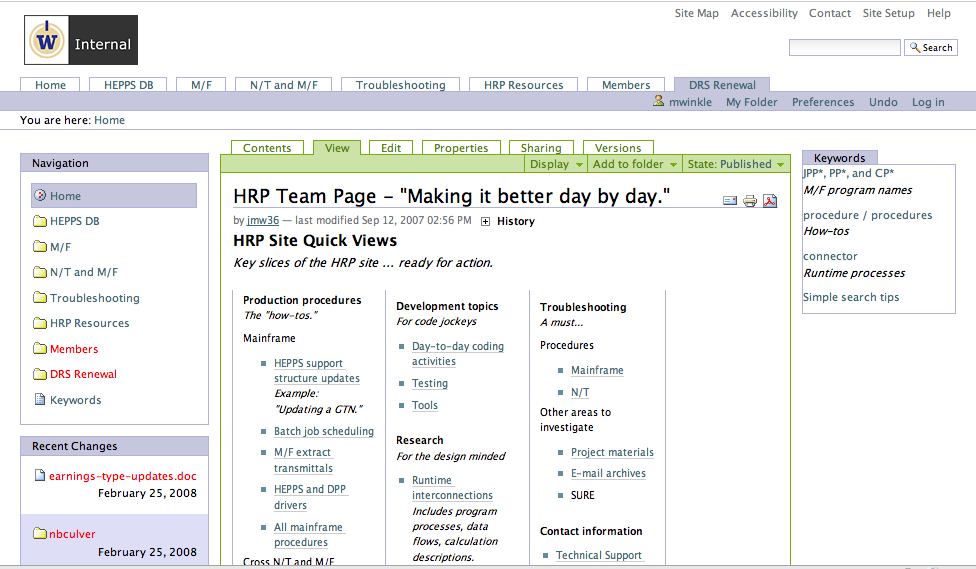 Site Map Accessibility Contact Site Setup Help
W Internal
Search
Home HEPPS DB M/F N/T and M/F Troubleshooting HRP Resources Members DRS Renewal
mwinkle My Folder Preferences Undo Log in
You are here: Home
Navigation
Home
HEPPS DB
M/F
N/T and M/F
Troubleshooting
HRP Resources
Members
DRS Renewal
Keywords
Recent Changes
earnings-type-updates.doc
February 25, 2008
nbculver
February 25, 2008
Contents View Edit Properties Sharing Versions
Display Add to folder State: Published
HRP Team Page - "Making it better day by day."
by jmw36 — last modified Sep 12, 2007 02:56 PM History
HRP Site Quick Views
Key slices of the HRP site ... ready for action.
Production procedures
The "how-tos."
Mainframe
HEPPS support
structure updates
Example:
"Updating a GTN."
Batch job scheduling
M/F extract
transmittals
HEPPS and DPP
drivers
All mainframe
procedures
Cross N/T and M/F
Development topics
For code jockeys
Day-to-day coding
activities
Testing
Tools
Research
For the design minded
Runtime
interconnections
Includes program
processes, data
flows, calculation
descriptions.
Troubleshooting
A must...
Procedures
Mainframe
N/T
Other areas to
investigate
Project materials
E-mail archives
SURE
Contact information
Technical Support
Keywords
JPP*, PP*, and CP*
M/F program names
procedure / procedures
How-tos
connector
Runtime processes
Simple search tips